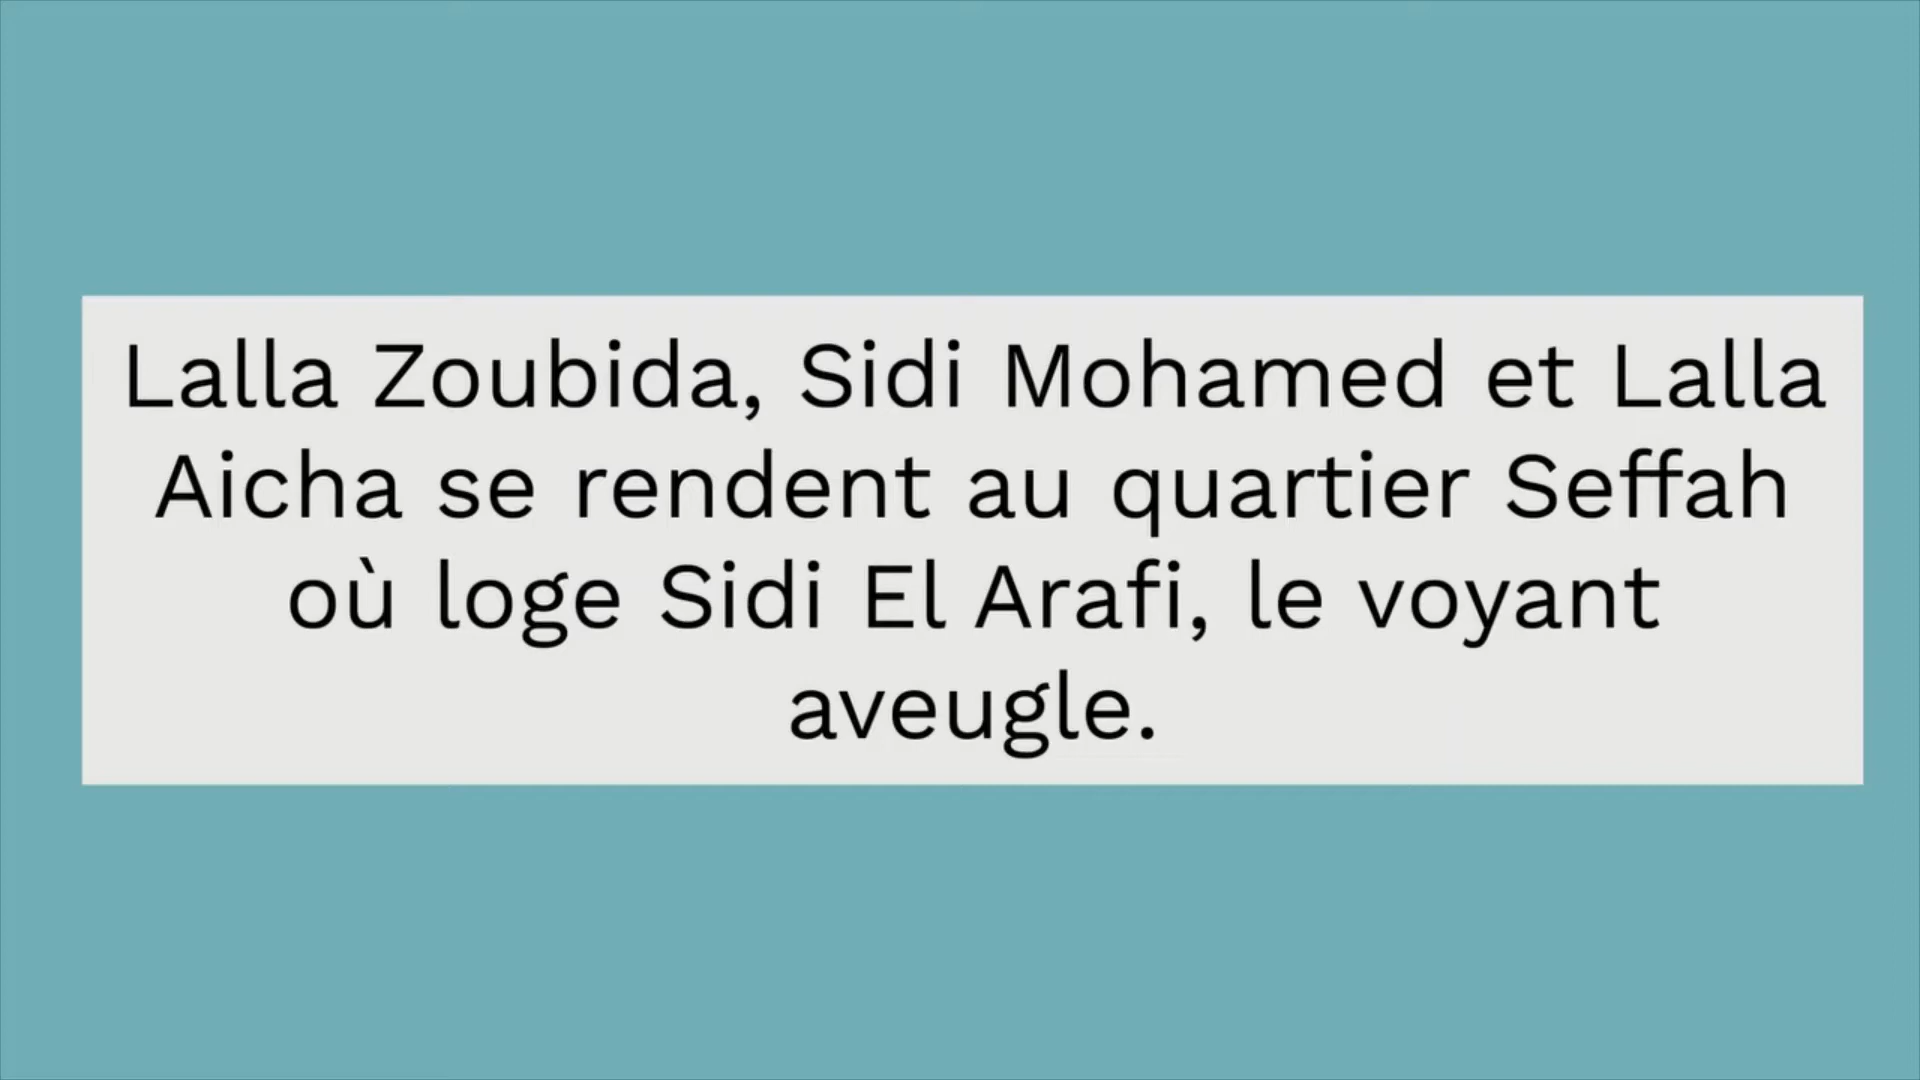 Lalla Zoubida, Sidi Mohamed et Lalla
Aicha se rendent au quartier Seffah
où loge Sidi El Arafi, le voyant
aveugle.